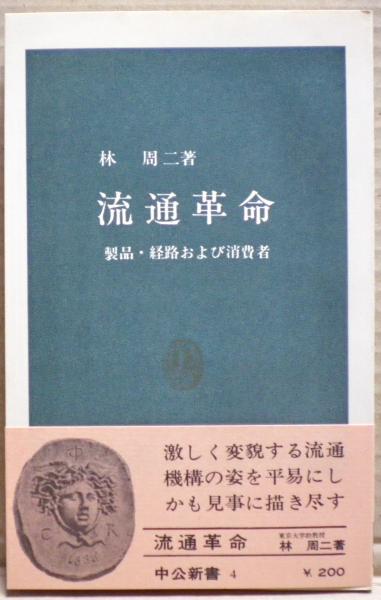 林 周二著
流通革命
製品・経路および消費者
激しく変貌する流通
機構の姿を平易にし
かも見事に描き尽す
流通革命
東京大学助教授
林 周二著
中公新書 4
¥ 200
中
C K
1886